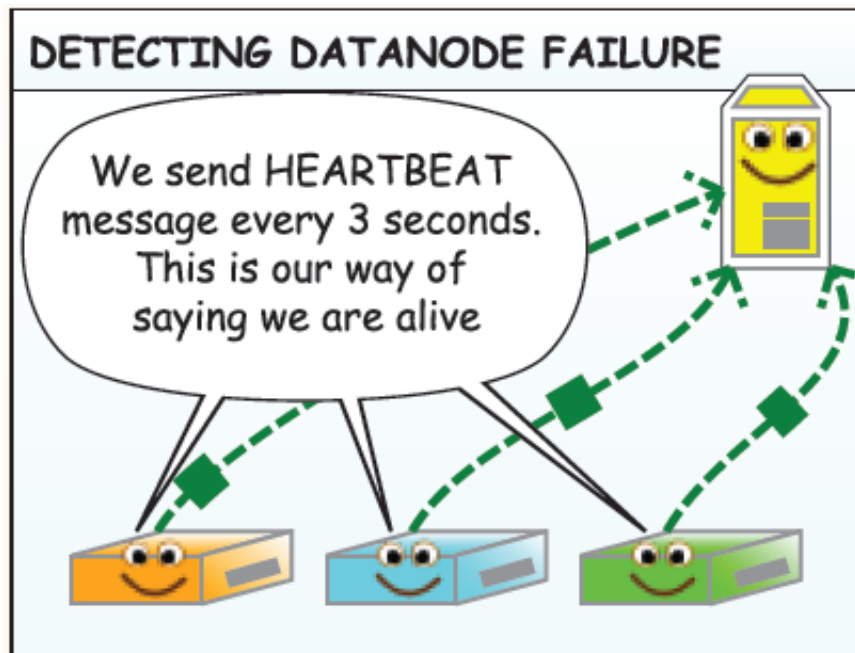 DETECTING DATANODE FAILURE
We send HEARTBEAT
message every 3 seconds.
This is our way of
saying we are alive